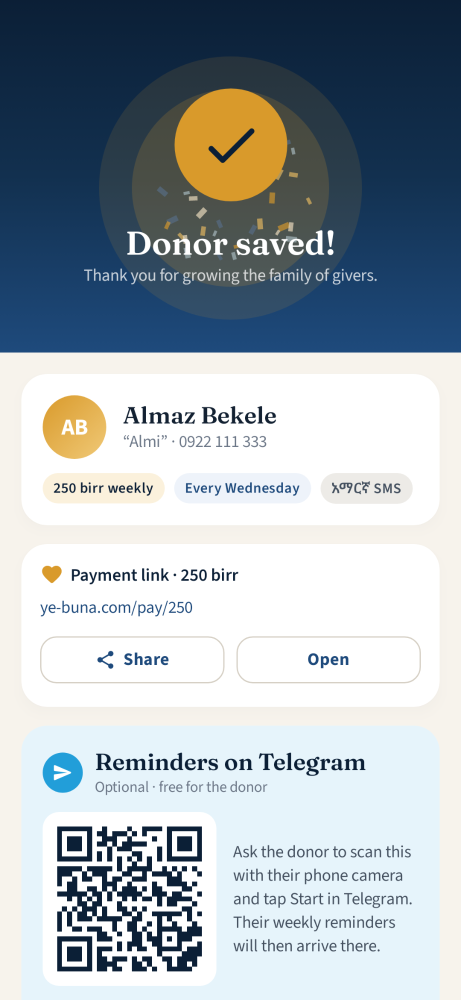 Donor saved!
Thank you for growing the family of givers.
AB
Almaz Bekele
“Almi” · 0922 111 333
250 birr weekly
Every Wednesday
አማርኛ SMS
Payment link · 250 birr
ye-buna.com/pay/250
Share
Open
Reminders on Telegram
Optional · free for the donor
Ask the donor to scan this
with their phone camera
and tap Start in Telegram.
Their weekly reminders
will then arrive there.